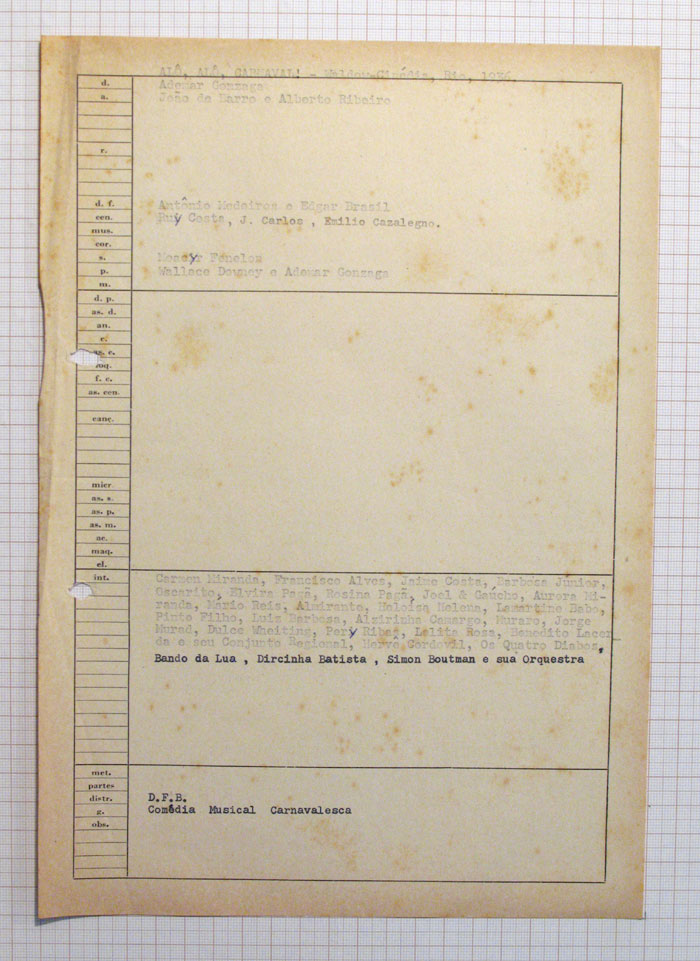 ALÔ, ALÔ, CARNAVAL! - Waldow-Cinédia, Rio, 1936
d. Ademar Gonzaga
a. João de Barro e Alberto Ribeiro
r.
d. f. Antônio Medeiros e Edgar Brasil
cen. Ruy Costa, J. Carlos , Emilio Cazalegno.
mus.
cor.
s. Moacyr Fenelon
p. Wallace Downey e Ademar Gonzaga
m.
d. p.
as. d.
an.
c.
as. c.
loq.
f. c.
as. cen.
canç.
micr
as. s.
as. p.
as. m.
ac.
maq.
el.
int. Carmen Miranda, Francisco Alves, Jaime Costa, Barbosa Júnior,
Oscarito, Elvira Pagã, Rosina Pagã, Joel & Gaúcho, Aurora Mi-
randa, Mario Reis, Almirante, Heloisa Helena, Lamartine Babo,
Pinto Filho, Luiz Barbosa, Alzirinha Camargo, Muraro, Jorge
Murad, Dulce Wheiting, Pery Ribas, Lelita Rosa, Benedito Lacer-
da e seu Conjunto Regional, Hervê Cordovil, Os Quatro Diabos,
Bando da Lua , Dircinha Batista , Simon Boutman e sua Orquestra
met.
partes
distr. D.F.B.
g. Comédia Musical Carnavalesca
obs.